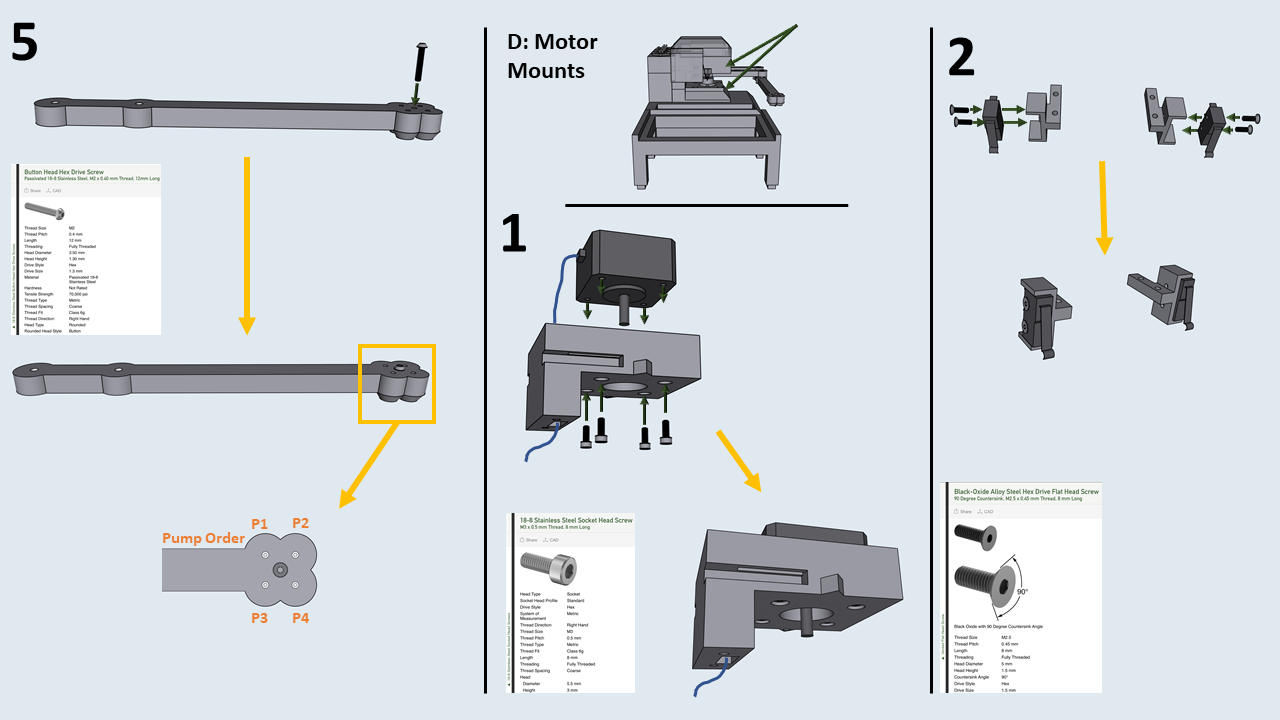 5
Button Head Hex Drive Screw
Passivated 18-8 Stainless Steel, M2 x 0.40 mm Thread, 12mm Long
Share CAD
Thread Size M2
Thread Pitch 0.4 mm
Length 12 mm
Threading Fully Threaded
Head Diameter 3.50 mm
Head Height 1.30 mm
Drive Style Hex
Drive Size 1.3 mm
Material Passivated 18-8
Stainless Steel
Hardness Not Rated
Tensile Strength 70,000 psi
Thread Type Metric
Thread Spacing Coarse
Thread Fit Class 6g
Thread Direction Right Hand
Head Type Rounded
Rounded Head Style Button
Pump Order
P1 P2
P3 P4
D: Motor
Mounts
1
18-8 Stainless Steel Socket Head Screw
M3 x 0.5 mm Thread, 8 mm Long
Share CAD
Head Type Socket
Socket Head Profile Standard
Drive Style Hex
System of Metric
Measurement
Thread Direction Right Hand
Thread Size M3
Thread Pitch 0.5 mm
Thread Type Metric
Thread Fit Class 6g
Length 8 mm
Threading Fully Threaded
Thread Spacing Coarse
Head
Diameter 5.5 mm
Height 3 mm
2
Black-Oxide Alloy Steel Hex Drive Flat Head Screw
90 Degree Countersink, M2.5 x 0.45 mm Thread, 8 mm Long
Share CAD
90°
Black Oxide with 90 Degree Countersink Angle
Thread Size M2.5
Thread Pitch 0.45 mm
Length 8 mm
Threading Fully Threaded
Head Diameter 5 mm
Head Height 1.5 mm
Countersink Angle 90°
Drive Style Hex
Drive Size 1.5 mm